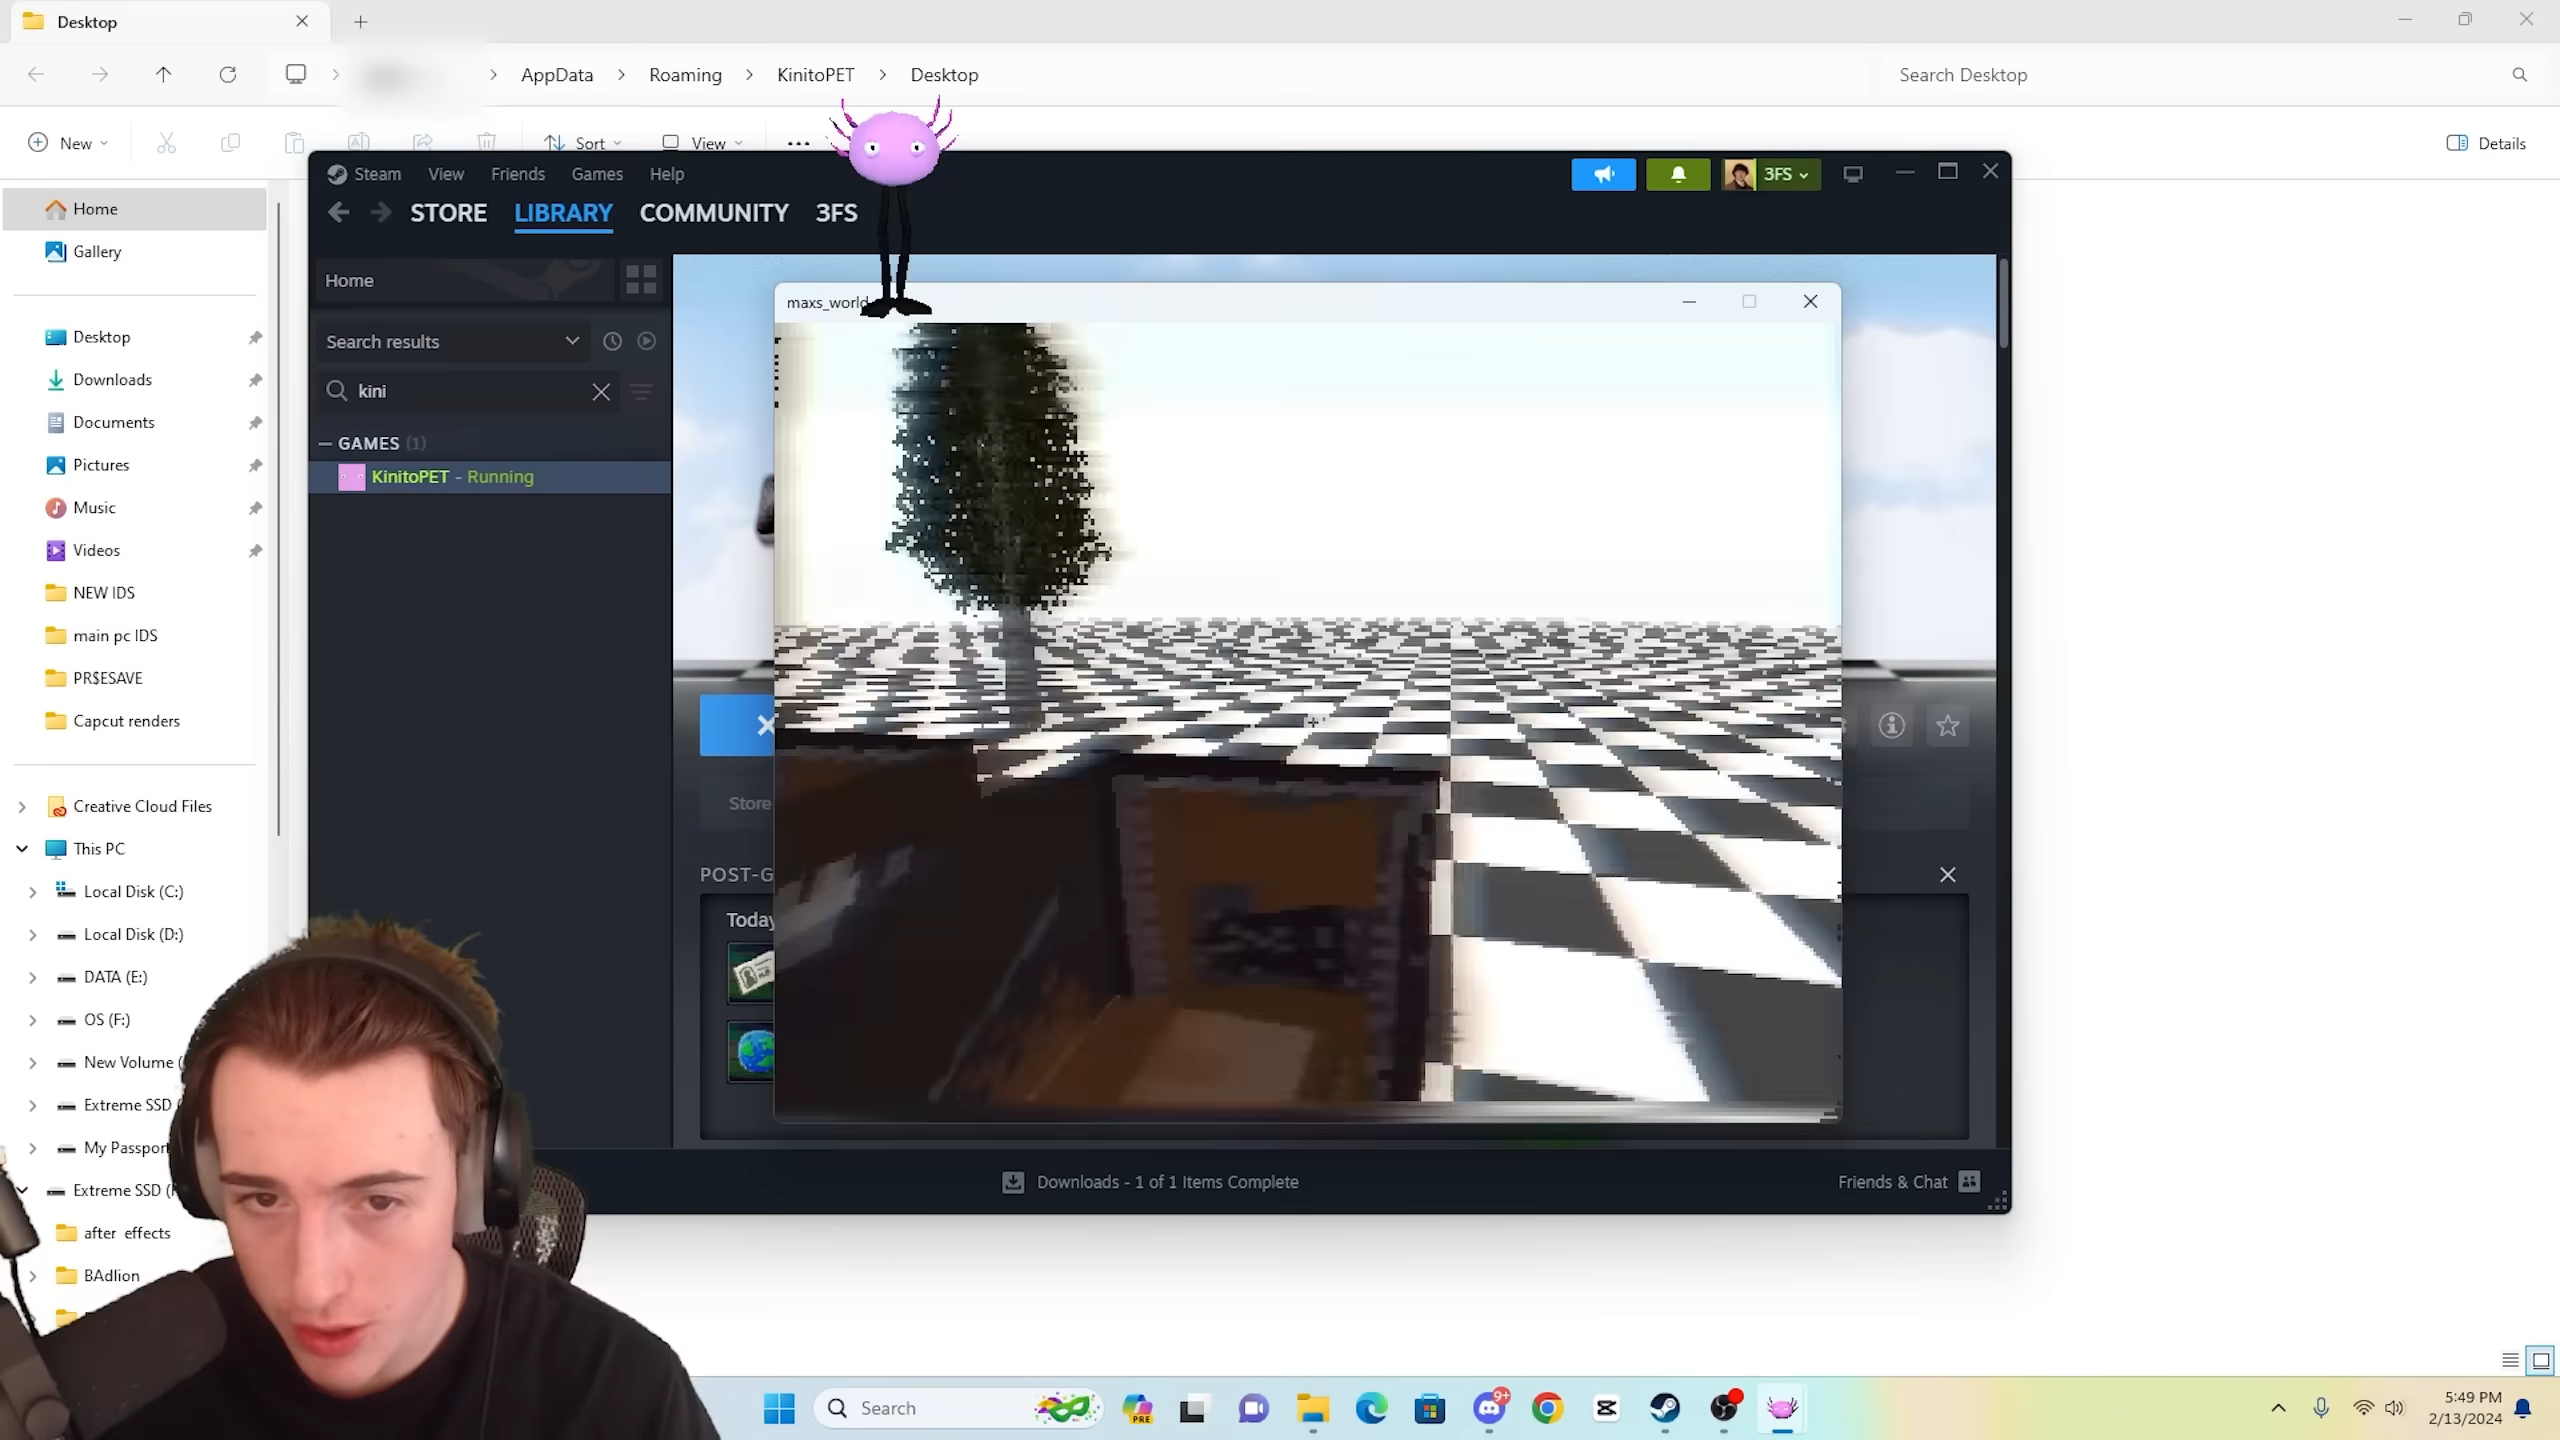 Desktop
AppData > Roaming > KinitoPET > Desktop
Search Desktop
New
Sort
View
Details
Steam
View
Friends
Games
Help
3FS
STORE
LIBRARY
COMMUNITY
3FS
Home
Search results
kini
GAMES (1)
KinitoPET - Running
maxs_world
Store
POST-G
Today
Downloads - 1 of 1 Items Complete
Friends & Chat
Home
Gallery
Desktop
Downloads
Documents
Pictures
Music
Videos
NEW IDS
main pc IDS
PR$ESAVE
Capcut renders
Creative Cloud Files
This PC
Local Disk (C:)
Local Disk (D:)
DATA (E:)
OS (F:)
New Volume (
Extreme SSD (
My Passport
Extreme SSD (
after effects
BAdlion
Search
PRE
9+
5:49 PM
2/13/2024